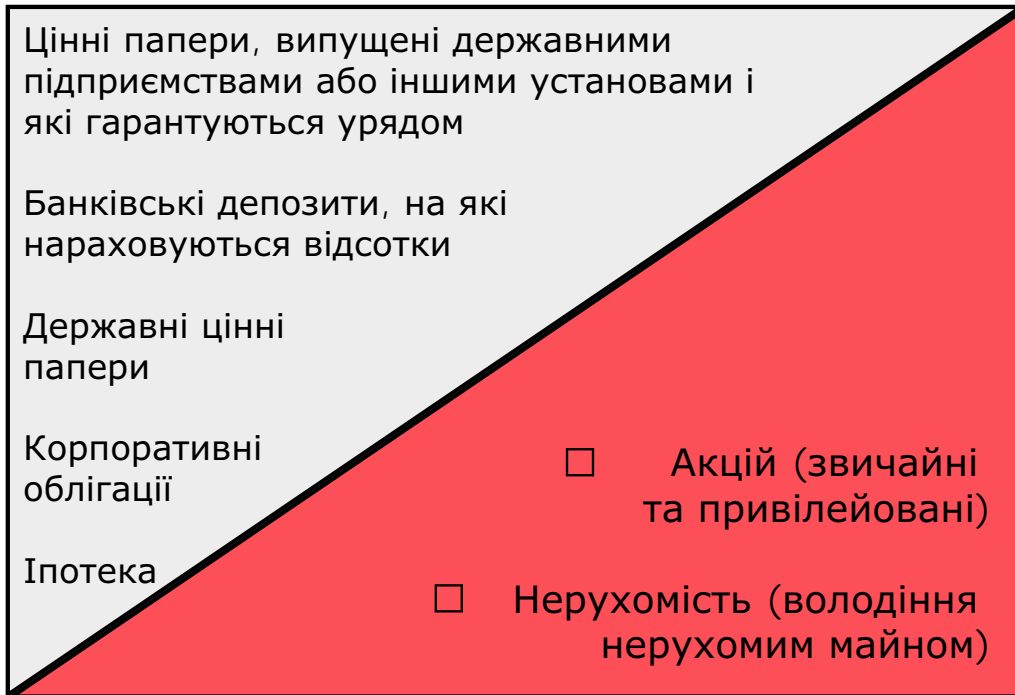 Цінні папери, випущені державними
підприємствами або іншими установами і
які гарантуються урядом
Банківські депозити, на які
нараховуються відсотки
Державні цінні
папери
Корпоративні
облігації
Іпотека
☐ Акцій (звичайні
та привілейовані)
☐ Нерухомість (володіння
нерухомим майном)